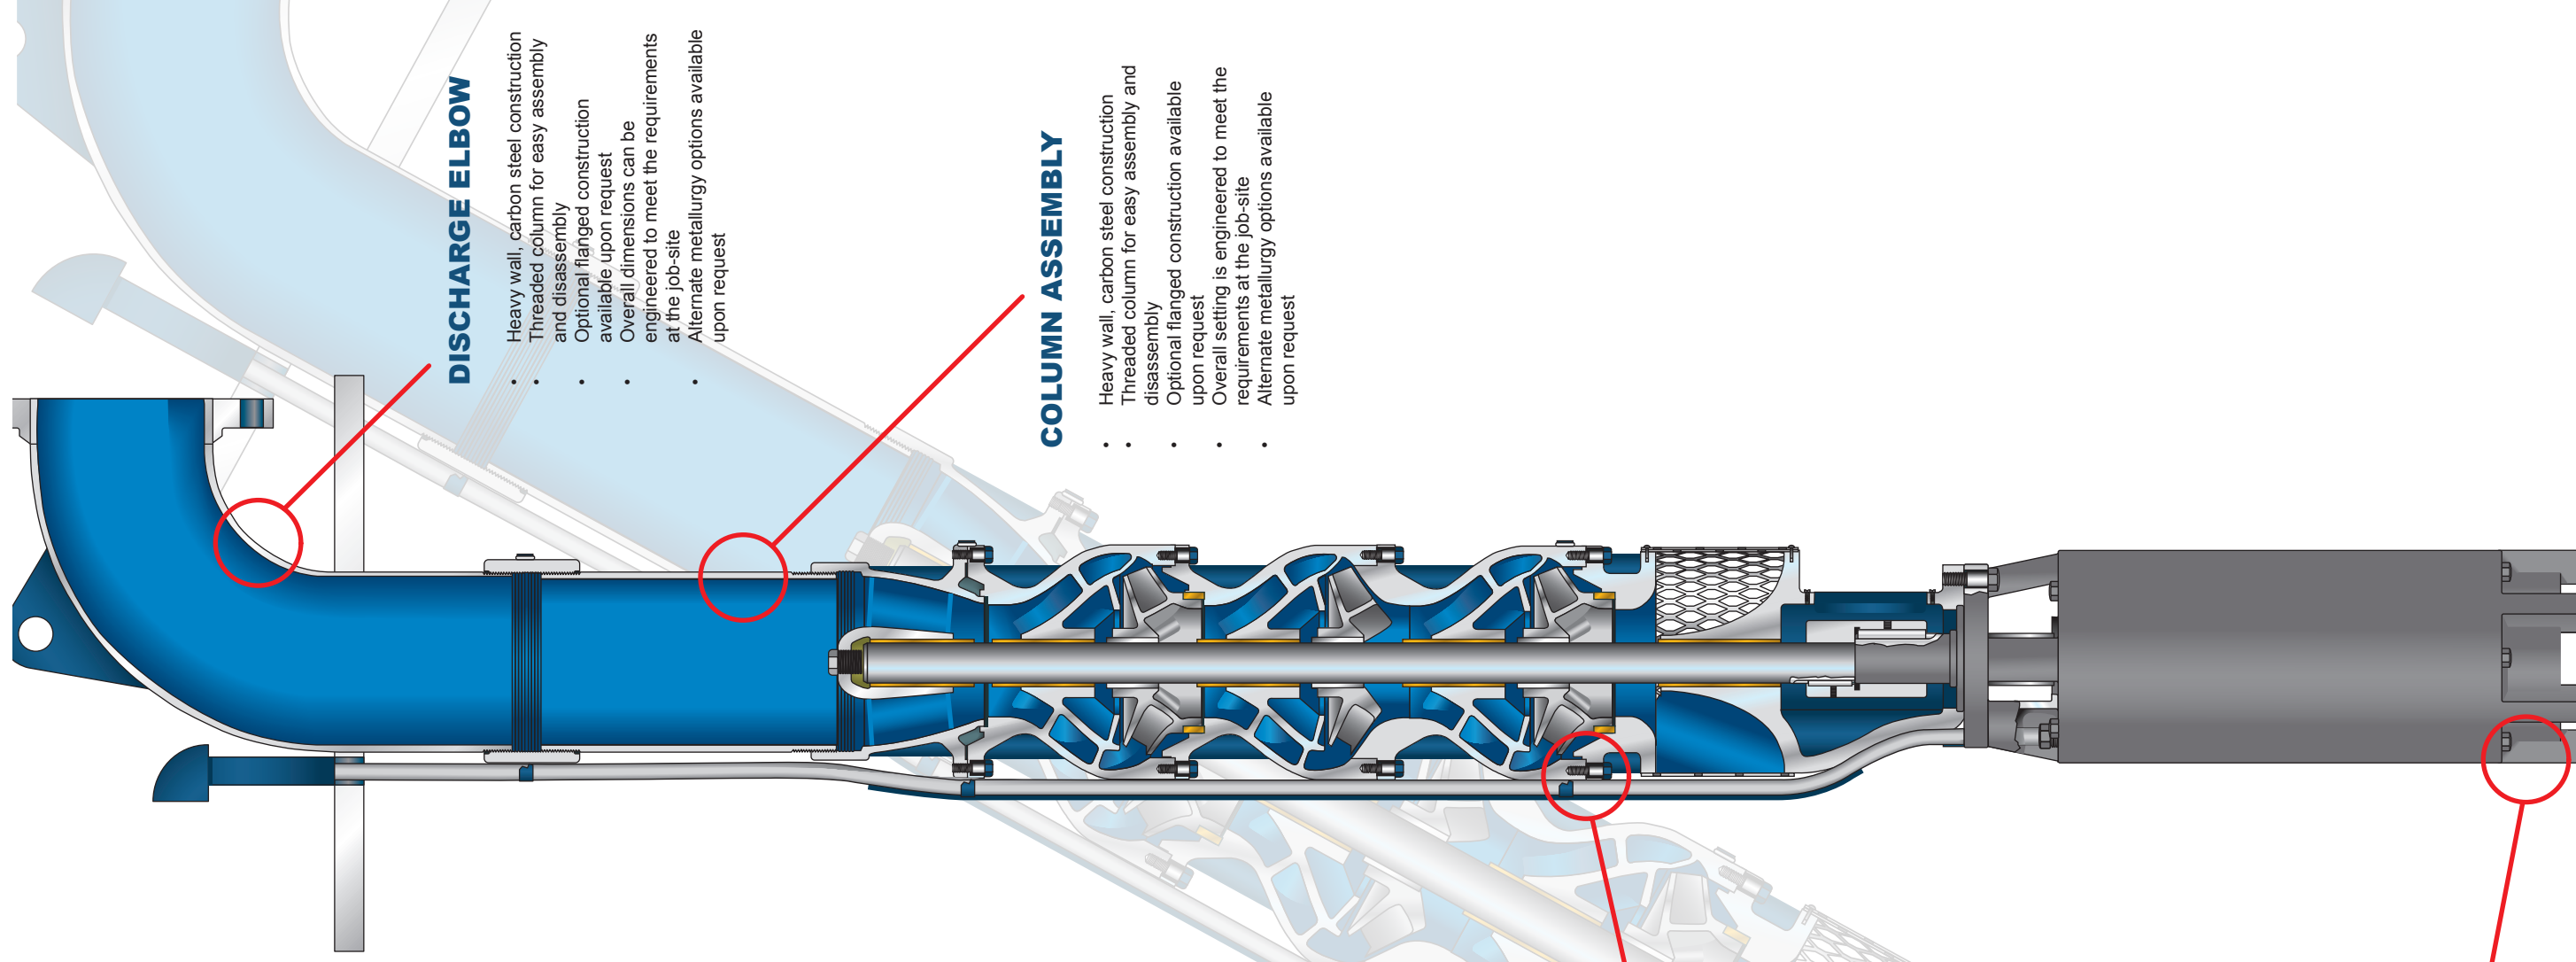 DISCHARGE ELBOW
• Heavy wall, carbon steel construction
• Threaded column for easy assembly
and disassembly
• Optional flanged construction
available upon request
• Overall dimensions can be
engineered to meet the requirements
at the job-site
• Alternate metallurgy options available
upon request
COLUMN ASSEMBLY
• Heavy wall, carbon steel construction
• Threaded column for easy assembly and
disassembly
• Optional flanged construction available
upon request
• Overall setting is engineered to meet the
requirements at the job-site
• Alternate metallurgy options available
upon request